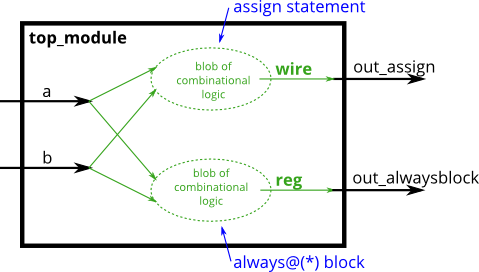 assign statement
top_module
blob of
combinational
logic
wire
out_assign
a
b
blob of
combinational
logic
reg
out_alwaysblock
always@(*) block